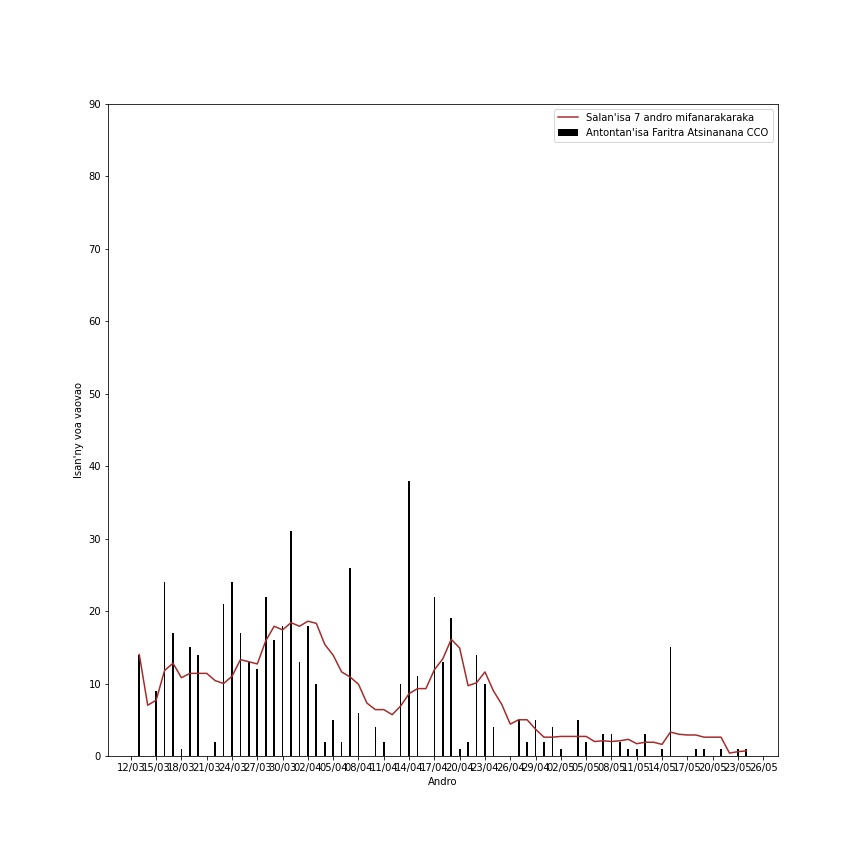 Salan'isa 7 andro mifanarakaraka
Antontan'isa Faritra Atsinanana CCO
90
80
70
60
50
40
30
20
10
0
Isan'ny voa vaovao
12/03 15/03 18/03 21/03 24/03 27/03 30/03 02/04 05/04 08/04 11/04 14/04 17/04 20/04 23/04 26/04 29/04 02/05 05/05 08/05 11/05 14/05 17/05 20/05 23/05 26/05
Andro